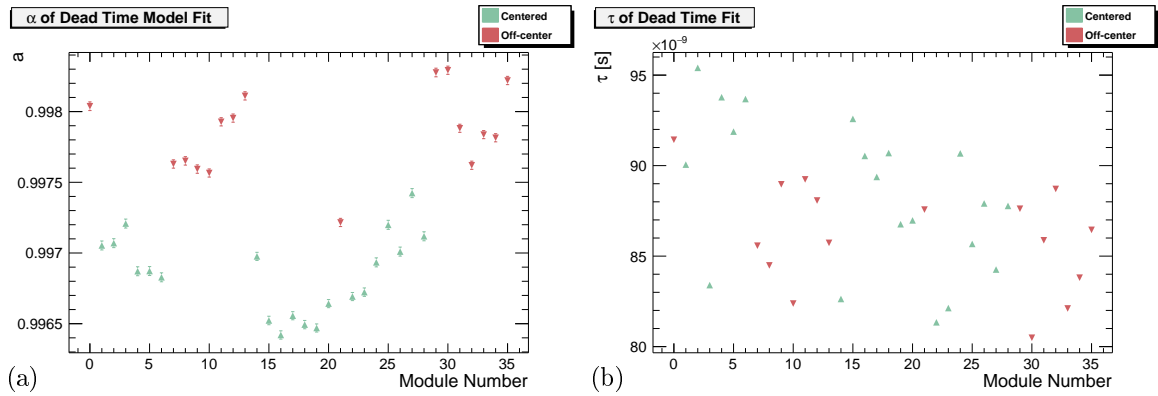 α of Dead Time Model Fit
Centered
Off-center
a
0.998
0.9975
0.997
0.9965
0 5 10 15 20 25 30 35
Module Number
(a)
τ of Dead Time Fit
Centered
Off-center
×10⁻⁹
τ [s]
95
90
85
80
0 5 10 15 20 25 30 35
Module Number
(b)